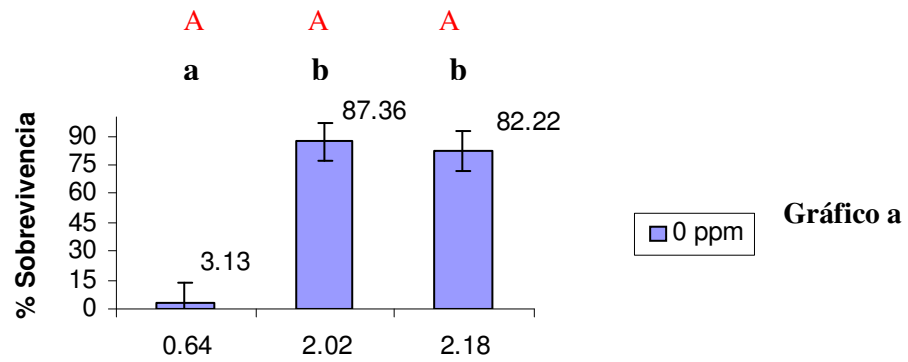 A A A
a b b
87.36
82.22
% Sobrevivencia
90
75
60
45
30
15
0
3.13
0.64 2.02 2.18
0 ppm
Gráfico a